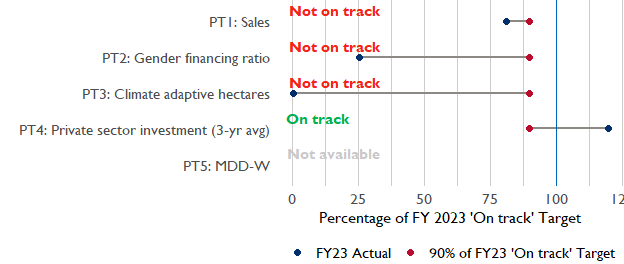 Not on track
PT1: Sales
Not on track
PT2: Gender financing ratio
Not on track
PT3: Climate adaptive hectares
On track
PT4: Private sector investment (3-yr avg)
Not available
PT5: MDD-W
0 25 50 75 100
Percentage of FY 2023 'On track' Target
FY23 Actual 90% of FY23 'On track' Target